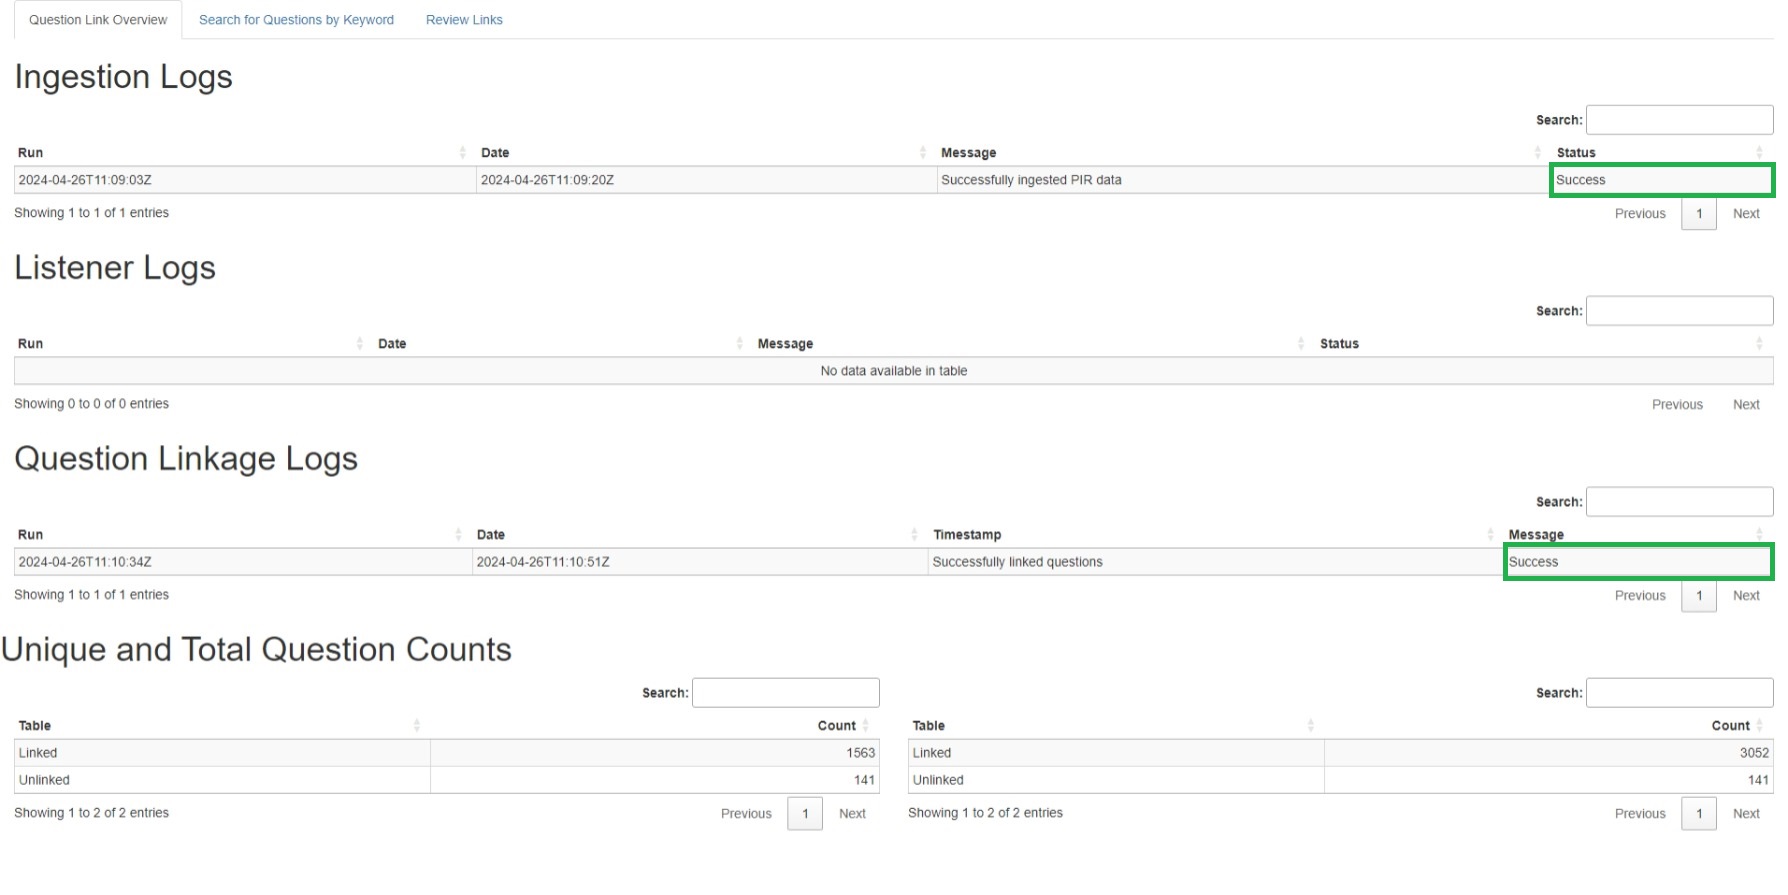 Question Link Overview Search for Questions by Keyword Review Links
Ingestion Logs
Search:
Run Date Message Status
2024-04-26T11:09:03Z 2024-04-26T11:09:20Z Successfully ingested PIR data Success
Showing 1 to 1 of 1 entries Previous 1 Next
Listener Logs
Search:
Run Date Message Status
No data available in table
Showing 0 to 0 of 0 entries Previous Next
Question Linkage Logs
Search:
Run Date Timestamp Message
2024-04-26T11:10:34Z 2024-04-26T11:10:51Z Successfully linked questions Success
Showing 1 to 1 of 1 entries Previous 1 Next
Unique and Total Question Counts
Search: Search:
Table Count Table Count
Linked 1563 Linked 3052
Unlinked 141 Unlinked 141
Showing 1 to 2 of 2 entries Previous 1 Next Showing 1 to 2 of 2 entries Previous 1 Next